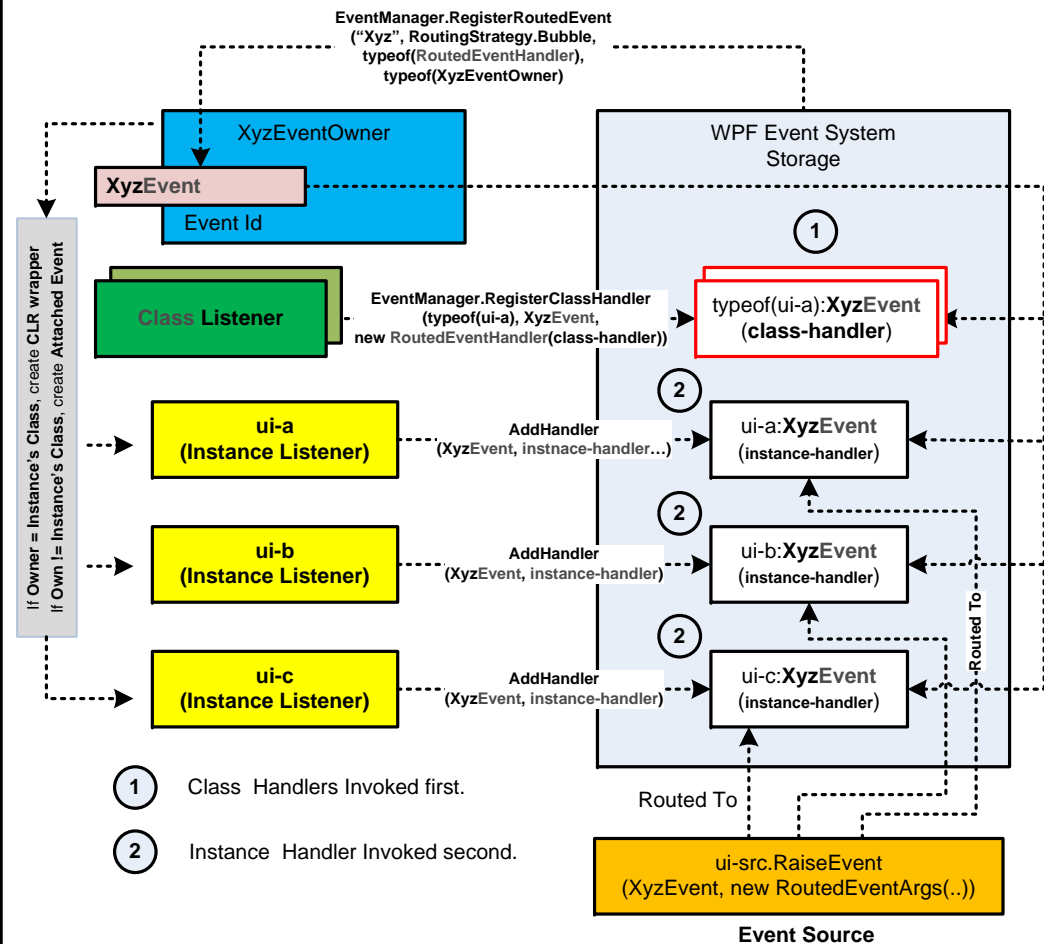 EventManager.RegisterRoutedEvent
(“Xyz”, RoutingStrategy.Bubble,
typeof(RoutedEventHandler),
typeof(XyzEventOwner)
XyzEventOwner
XyzEvent
Event Id
WPF Event System
Storage
1
If Owner = Instance’s Class, create CLR wrapper
If Own != Instance’s Class, create Attached Event
Class Listener
EventManager.RegisterClassHandler
(typeof(ui-a), XyzEvent,
new RoutedEventHandler(class-handler))
typeof(ui-a):XyzEvent
(class-handler)
2
ui-a
(Instance Listener)
AddHandler
(XyzEvent, instnace-handler…)
ui-a:XyzEvent
(instance-handler)
2
ui-b
(Instance Listener)
AddHandler
(XyzEvent, instance-handler)
ui-b:XyzEvent
(instance-handler)
Routed To
2
ui-c
(Instance Listener)
AddHandler
(XyzEvent, instance-handler)
ui-c:XyzEvent
(instance-handler)
1 Class Handlers Invoked first.
Routed To
2 Instance Handler Invoked second.
ui-src.RaiseEvent
(XyzEvent, new RoutedEventArgs(..))
Event Source